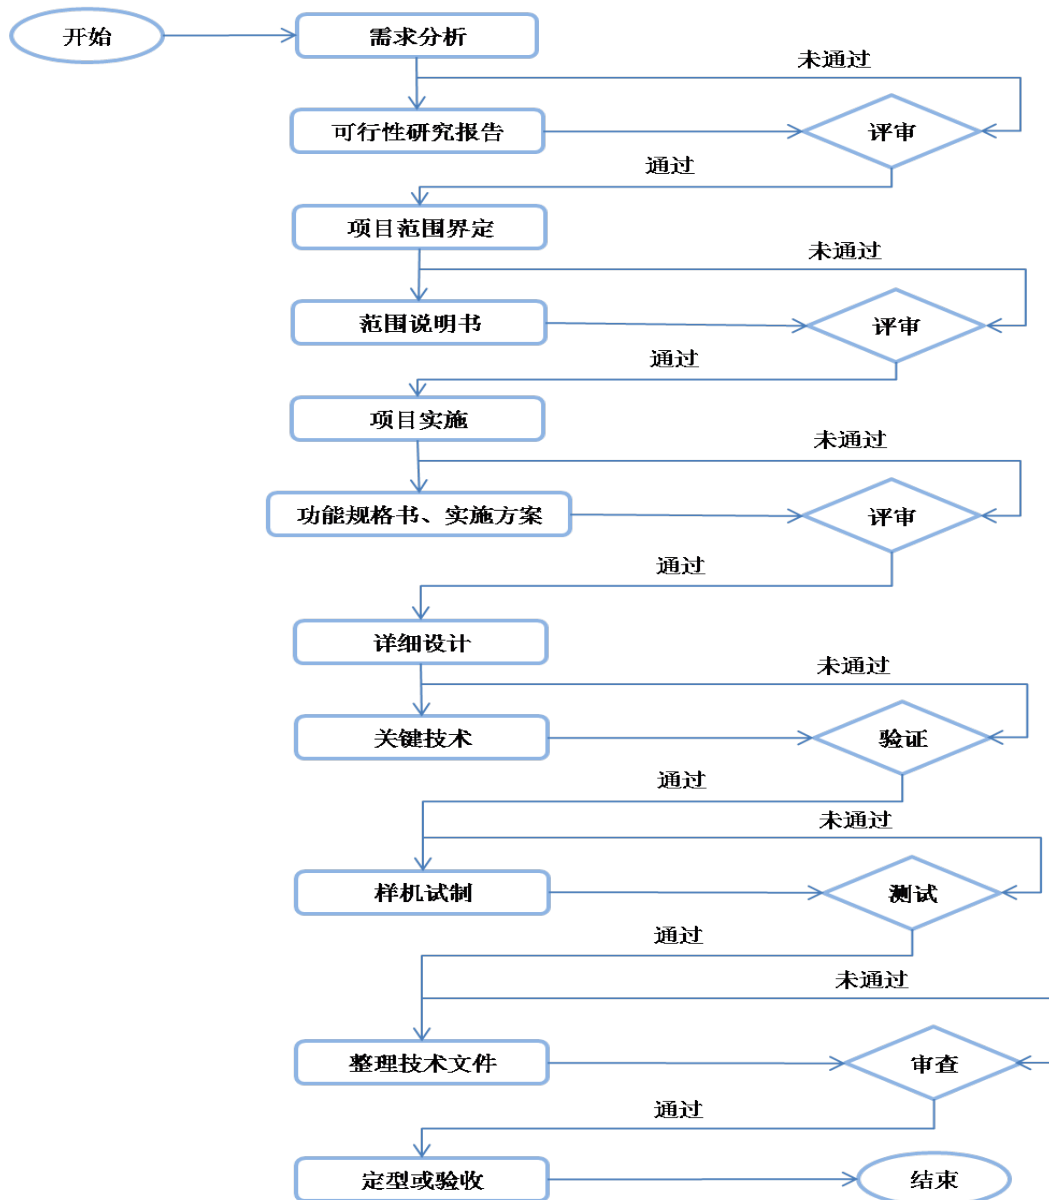 开始
需求分析
未通过
可行性研究报告
评审
通过
项目范围界定
未通过
范围说明书
评审
通过
项目实施
未通过
功能规格书、实施方案
评审
通过
详细设计
未通过
关键技术
验证
通过
未通过
样机试制
测试
通过
未通过
整理技术文件
审查
通过
定型或验收
结束